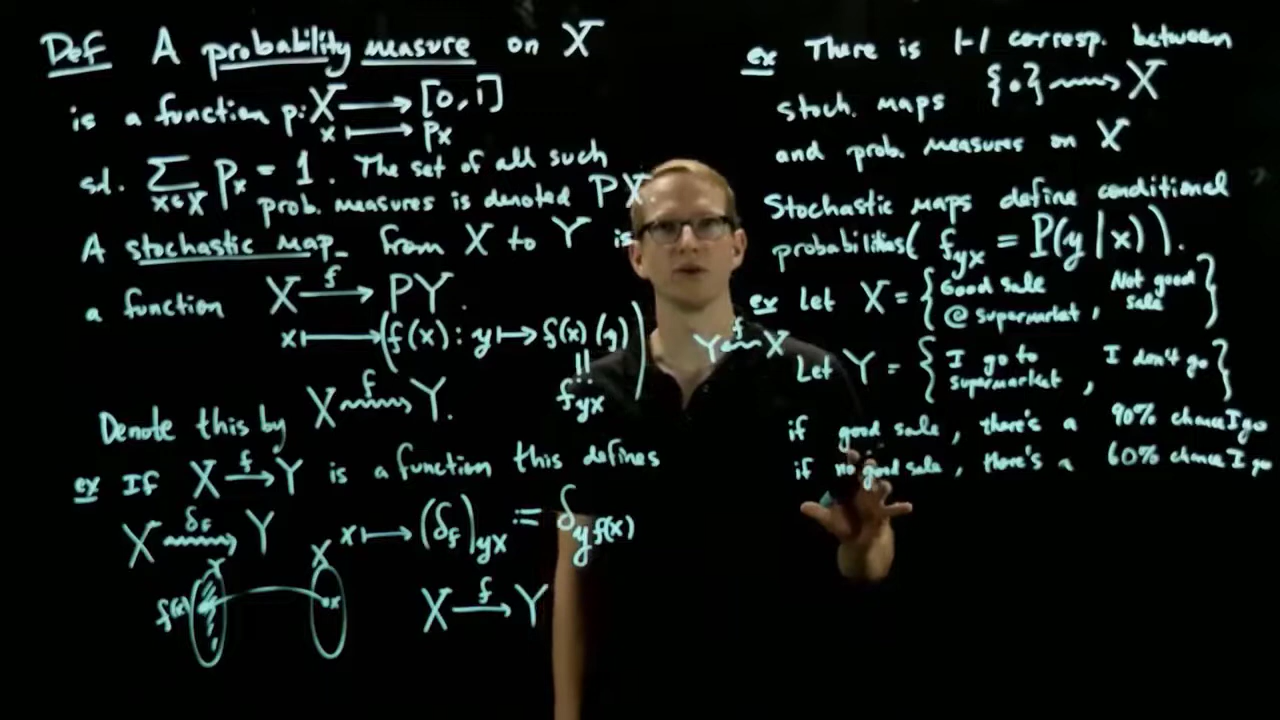 Def A probability measure on X
is a function p: X → [0,1]
x ↦ px
s.t. ∑x∈X px = 1. The set of all such
prob. measures is denoted PX.
A stochastic map from X to Y is
a function X →f PY.
x ↦ (f(x): y ↦ f(x)(y))
||
fyx
Denote this by X ⇝f Y.
ex If X →f Y is a function this defines
X ⇝δf Y x ↦ (δf)yx := δy f(x)
X
f(x) x
X →f Y
ex There is 1-1 corresp. between
stoch. maps {•} ⇝ X
and prob. measures on X
Stochastic maps define conditional
probabilities (fyx = P(y|x)).
ex Let X = {Good sale @ supermarket, Not good sale}
Y ⇜f X
Let Y = {I go to supermarket, I don't go}
if good sale, there's a 90% chance I go
if no good sale, there's a 60% chance I go